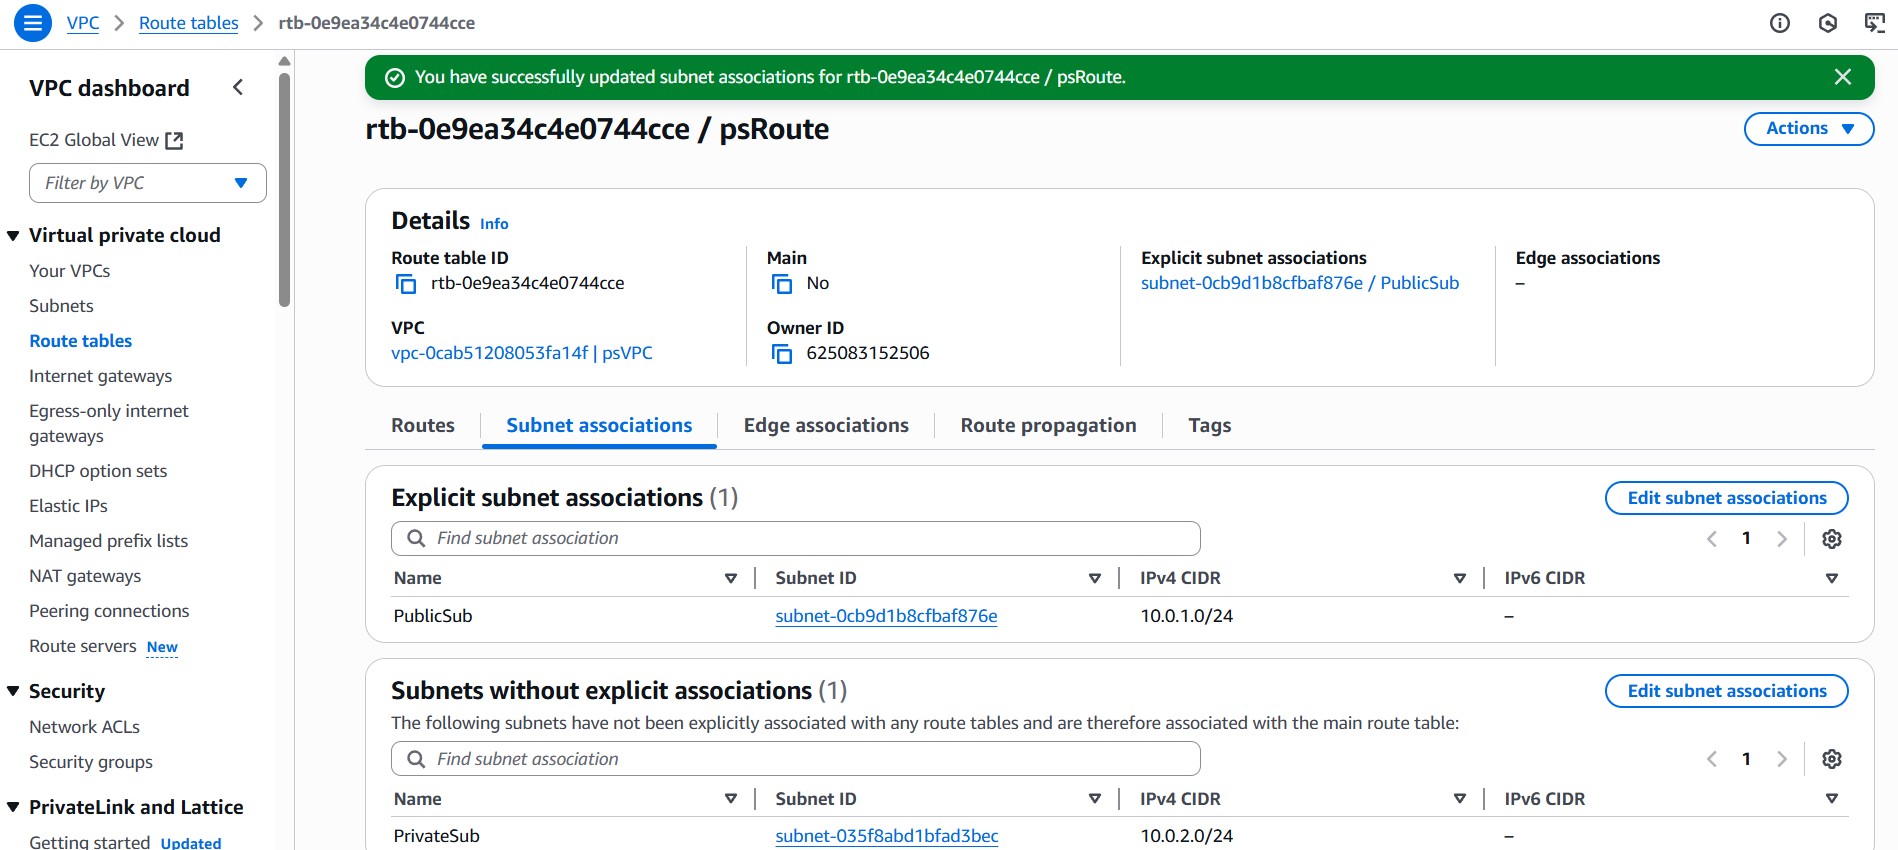 VPC > Route tables > rtb-0e9ea34c4e0744cce
VPC dashboard
EC2 Global View
Filter by VPC
Virtual private cloud
Your VPCs
Subnets
Route tables
Internet gateways
Egress-only internet
gateways
DHCP option sets
Elastic IPs
Managed prefix lists
NAT gateways
Peering connections
Route servers New
Security
Network ACLs
Security groups
PrivateLink and Lattice
Getting started Updated
You have successfully updated subnet associations for rtb-0e9ea34c4e0744cce / psRoute.
rtb-0e9ea34c4e0744cce / psRoute
Actions
Details Info
Route table ID
rtb-0e9ea34c4e0744cce
Main
No
Explicit subnet associations
subnet-0cb9d1b8cfbaf876e / PublicSub
Edge associations
–
VPC
vpc-0cab51208053fa14f | psVPC
Owner ID
625083152506
Routes Subnet associations Edge associations Route propagation Tags
Explicit subnet associations (1)
Edit subnet associations
Find subnet association
1
Name Subnet ID IPv4 CIDR IPv6 CIDR
PublicSub subnet-0cb9d1b8cfbaf876e 10.0.1.0/24 –
Subnets without explicit associations (1)
Edit subnet associations
The following subnets have not been explicitly associated with any route tables and are therefore associated with the main route table:
Find subnet association
1
Name Subnet ID IPv4 CIDR IPv6 CIDR
PrivateSub subnet-035f8abd1bfad3bec 10.0.2.0/24 –